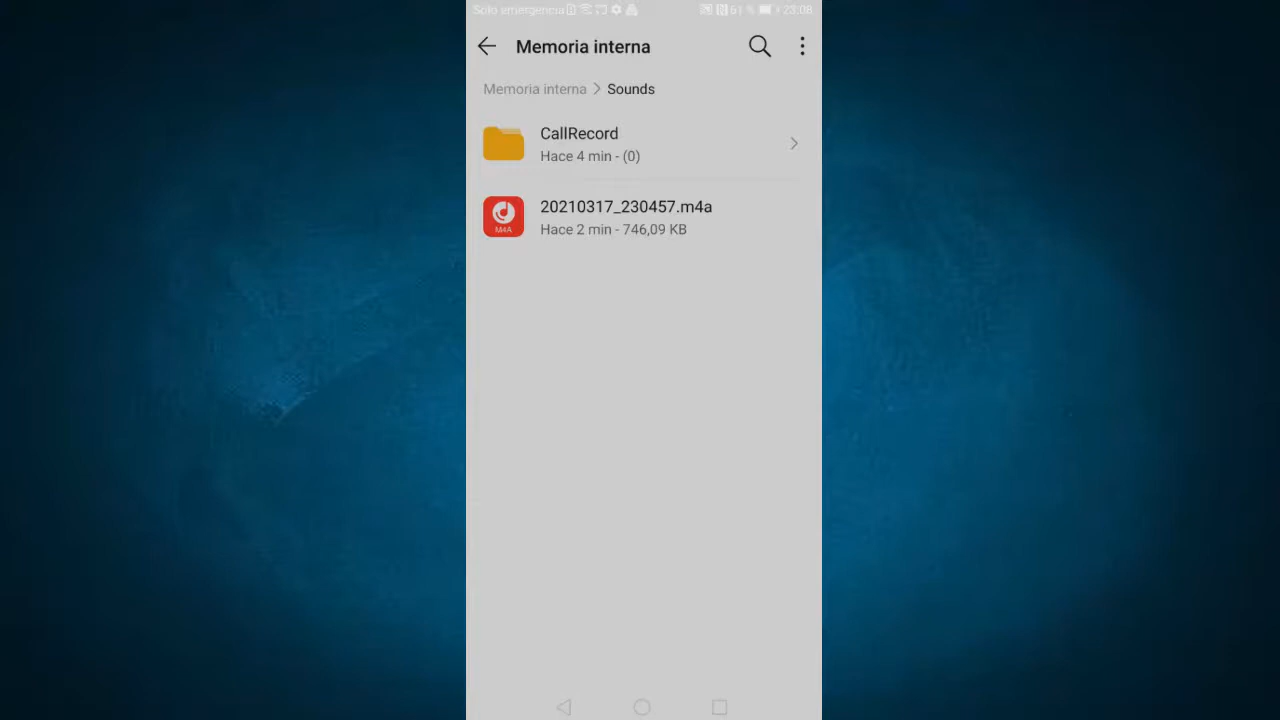 Solo emergencia 61 % 23:08
Memoria interna
Memoria interna > Sounds
CallRecord
Hace 4 min - (0)
20210317_230457.m4a
M4A
Hace 2 min - 746,09 KB